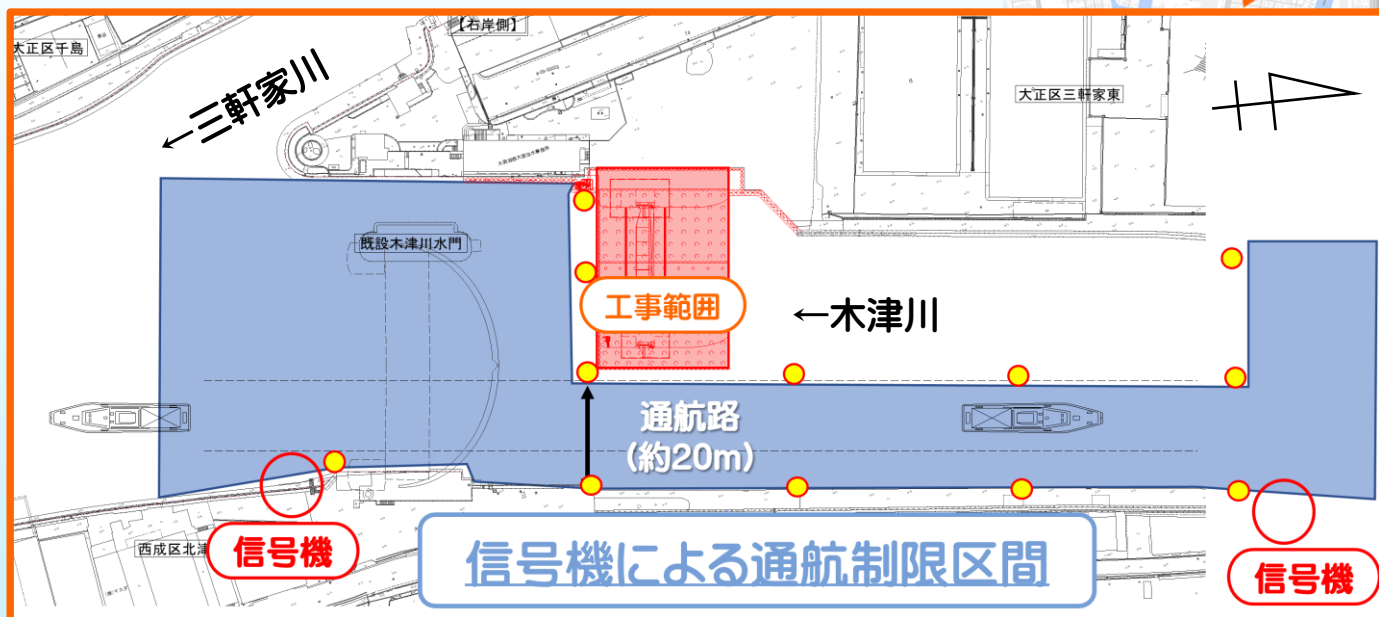 【右岸側】
大正区千島
←三軒家川
大正区三軒家東
既設木津川水門
工事範囲
←木津川
通航路
(約20m)
西成区北津
信号機
信号機による通航制限区間
信号機